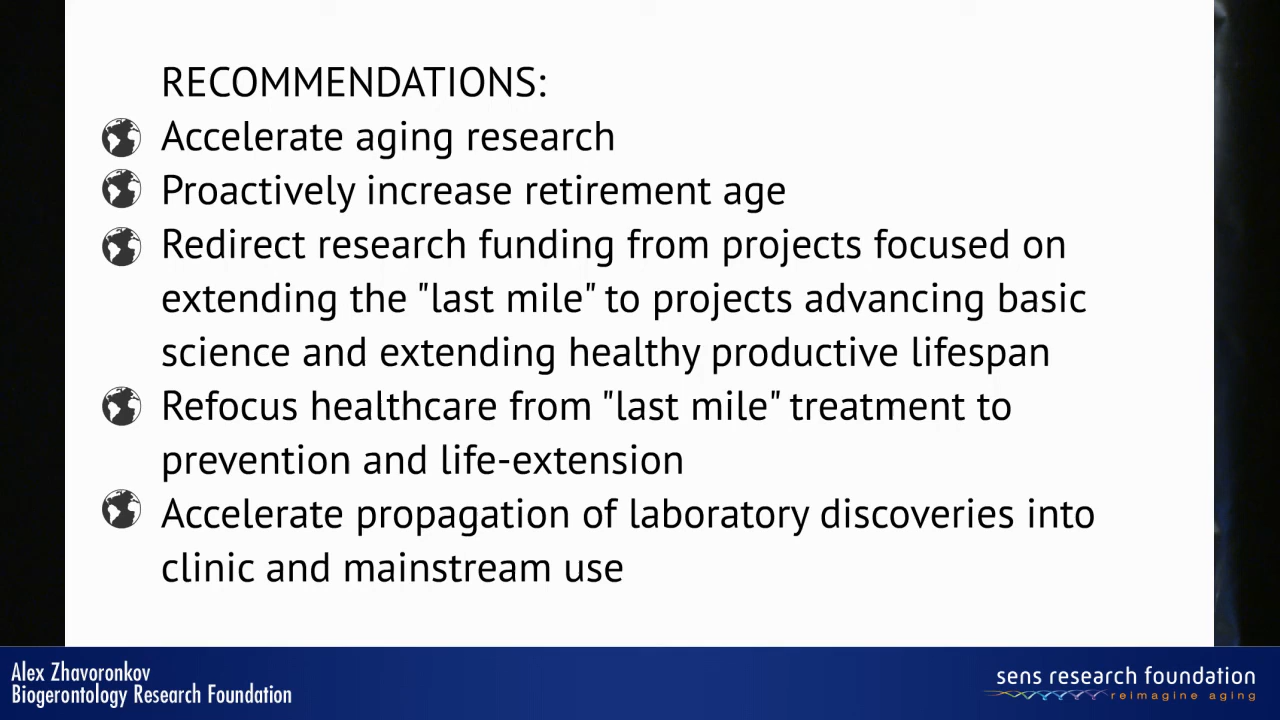 RECOMMENDATIONS:
Accelerate aging research
Proactively increase retirement age
Redirect research funding from projects focused on
extending the "last mile" to projects advancing basic
science and extending healthy productive lifespan
Refocus healthcare from "last mile" treatment to
prevention and life-extension
Accelerate propagation of laboratory discoveries into
clinic and mainstream use
Alex Zhavoronkov
Biogerontology Research Foundation
sens research foundation
reimagine aging